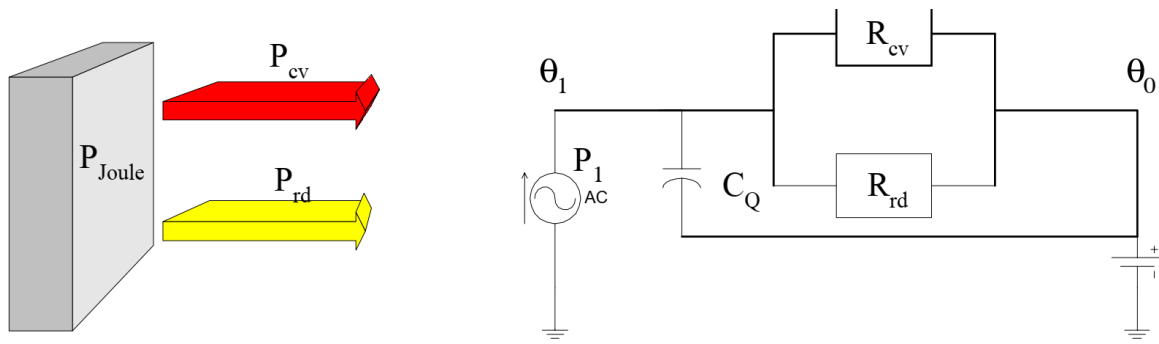 P_cv
P_Joule
P_rd
θ_1
P_1
AC
C_Q
R_cv
R_rd
θ_0
+
−